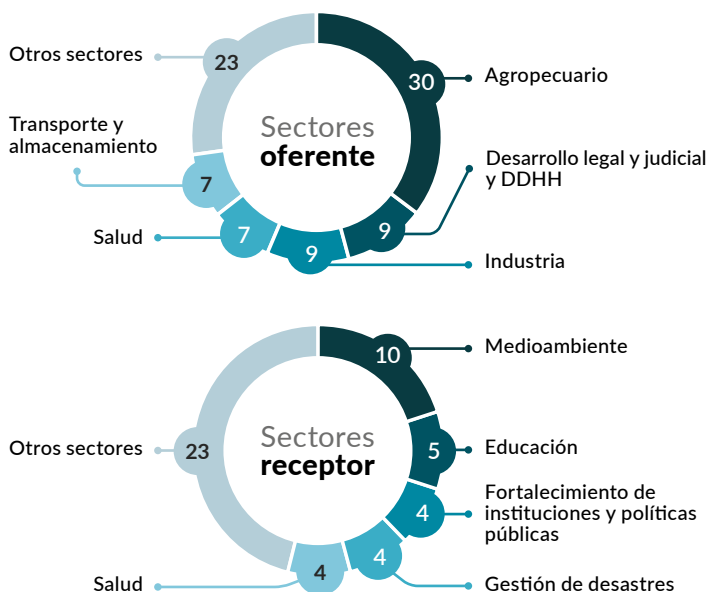 Otros sectores
23
30
Agropecuario
Transporte y
almacenamiento
7
Sectores
oferente
Desarrollo legal y judicial
y DDHH
9
Salud
7
9
Industria
10
Medioambiente
Otros sectores
23
Sectores
receptor
5
Educación
4
Fortalecimiento de
instituciones y políticas
públicas
Salud
4
4
Gestión de desastres